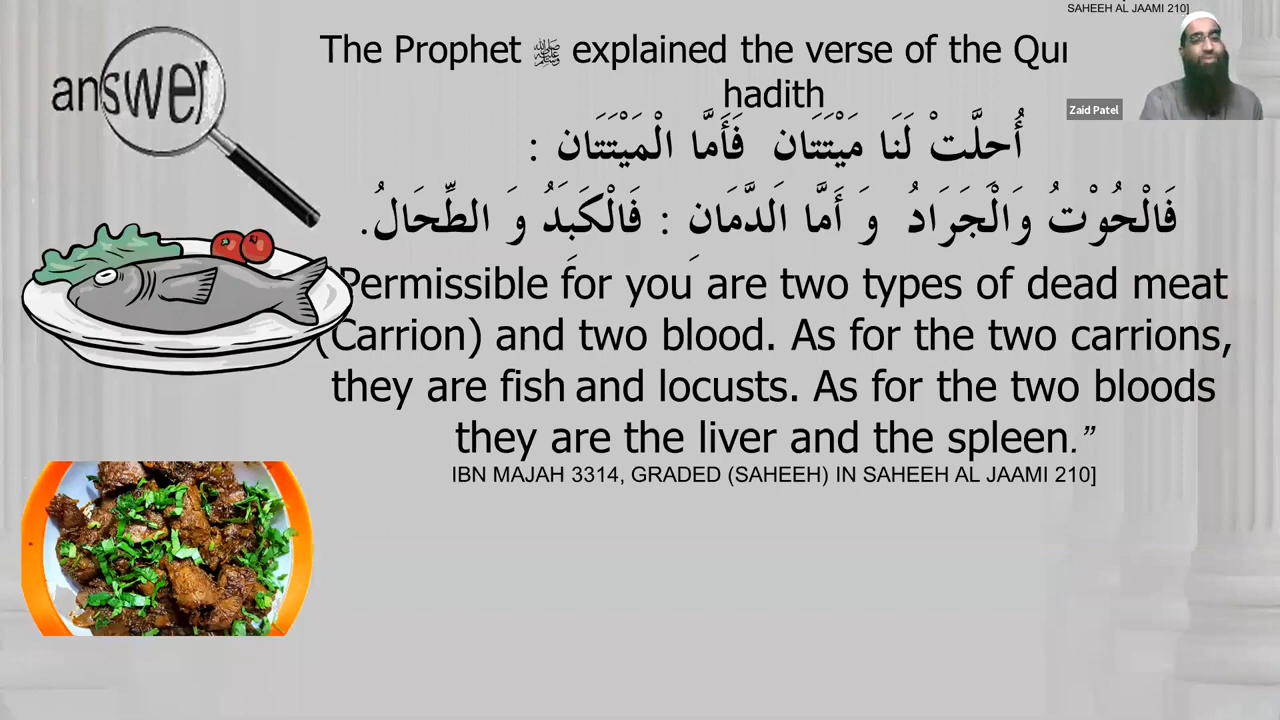 SAHEEH AL JAAMI 210]
answer
The Prophet ﷺ explained the verse of the Qur
hadith
Zaid Patel
أُحِلَّتْ لَنَا مَيْتَتَانِ فَأَمَّا الْمَيْتَتَانِ :
فَالْحُوْتُ وَالْجَرَادُ وَ أَمَّا الَدَّمَانِ : فَالْكَبِدُ وَ الطِّحَالُ.
Permissible for you are two types of dead meat
(Carrion) and two blood. As for the two carrions,
they are fish and locusts. As for the two bloods
they are the liver and the spleen.”
IBN MAJAH 3314, GRADED (SAHEEH) IN SAHEEH AL JAAMI 210]